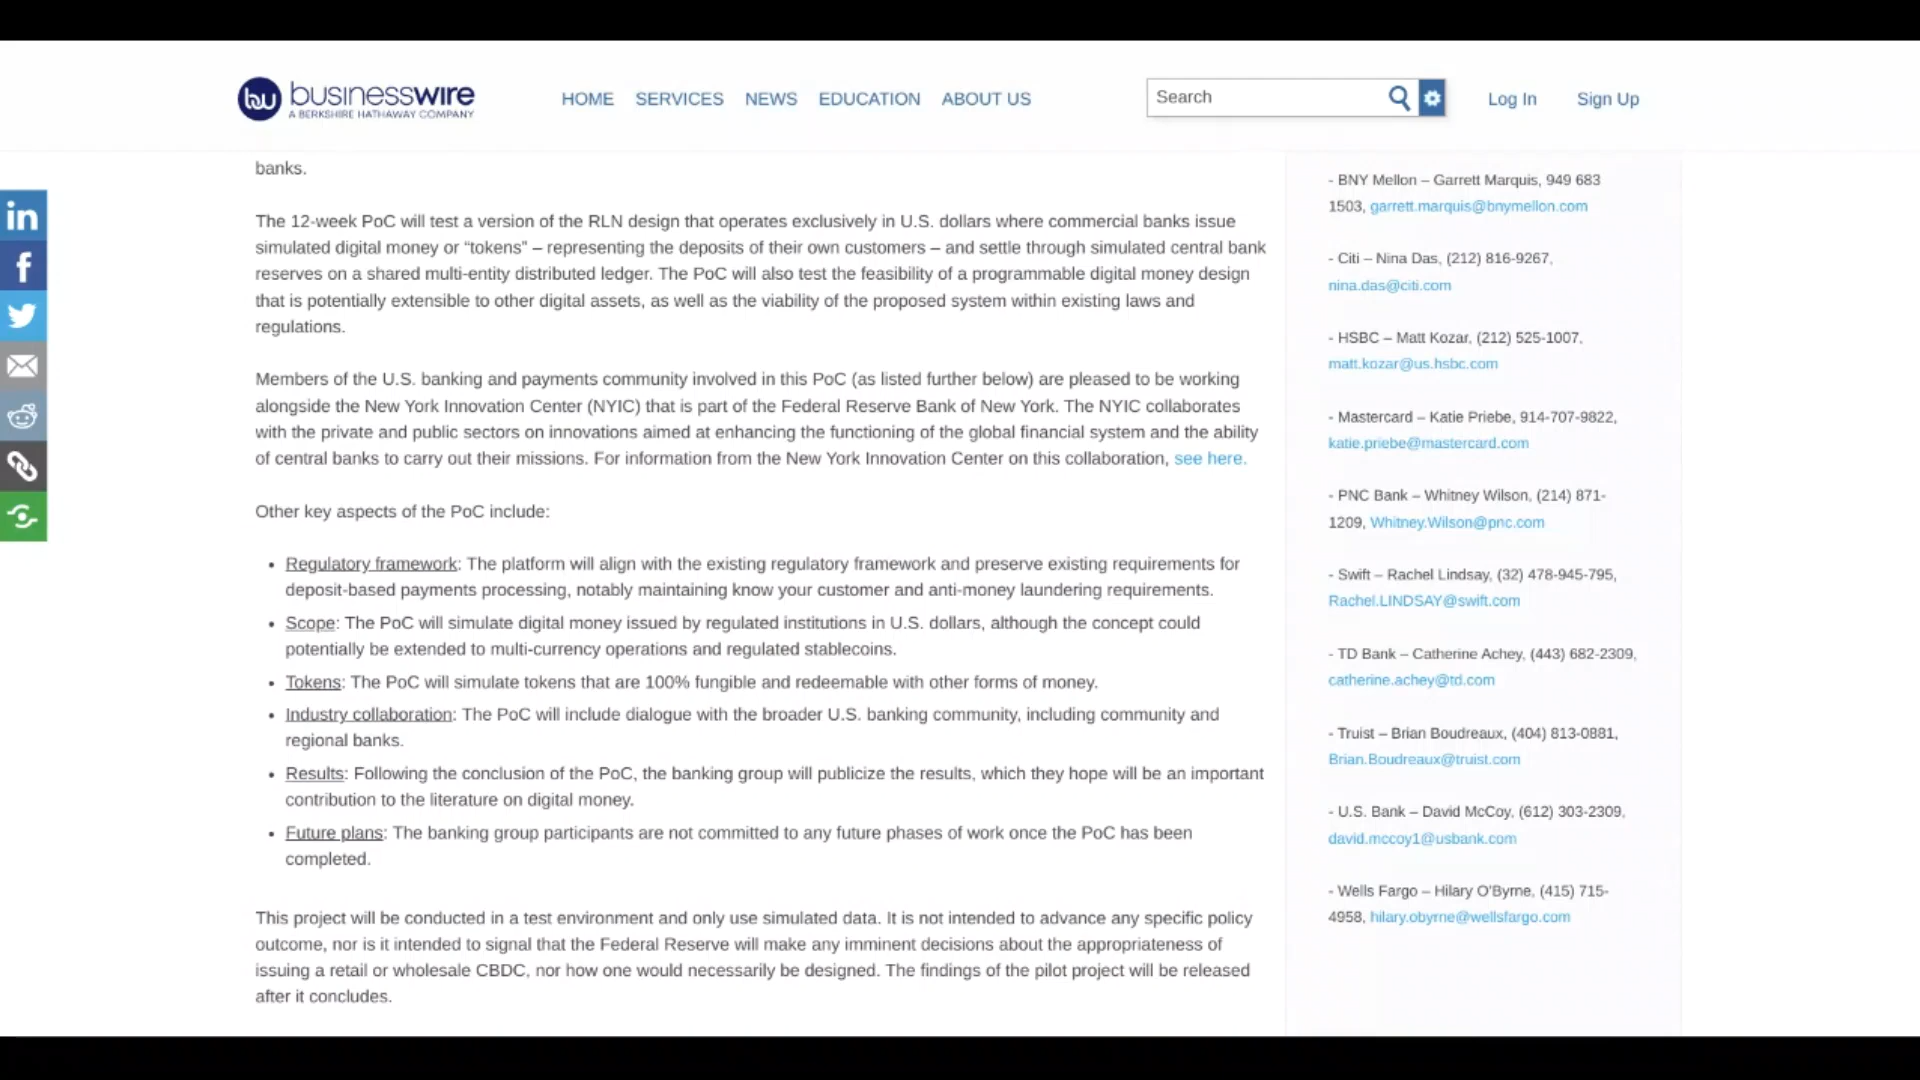 businesswire
A BERKSHIRE HATHAWAY COMPANY
HOME SERVICES NEWS EDUCATION ABOUT US
Search
Log In Sign Up
banks.
The 12-week PoC will test a version of the RLN design that operates exclusively in U.S. dollars where commercial banks issue
simulated digital money or “tokens” – representing the deposits of their own customers – and settle through simulated central bank
reserves on a shared multi-entity distributed ledger. The PoC will also test the feasibility of a programmable digital money design
that is potentially extensible to other digital assets, as well as the viability of the proposed system within existing laws and
regulations.
Members of the U.S. banking and payments community involved in this PoC (as listed further below) are pleased to be working
alongside the New York Innovation Center (NYIC) that is part of the Federal Reserve Bank of New York. The NYIC collaborates
with the private and public sectors on innovations aimed at enhancing the functioning of the global financial system and the ability
of central banks to carry out their missions. For information from the New York Innovation Center on this collaboration, see here.
Other key aspects of the PoC include:
• Regulatory framework: The platform will align with the existing regulatory framework and preserve existing requirements for
deposit-based payments processing, notably maintaining know your customer and anti-money laundering requirements.
• Scope: The PoC will simulate digital money issued by regulated institutions in U.S. dollars, although the concept could
potentially be extended to multi-currency operations and regulated stablecoins.
• Tokens: The PoC will simulate tokens that are 100% fungible and redeemable with other forms of money.
• Industry collaboration: The PoC will include dialogue with the broader U.S. banking community, including community and
regional banks.
• Results: Following the conclusion of the PoC, the banking group will publicize the results, which they hope will be an important
contribution to the literature on digital money.
• Future plans: The banking group participants are not committed to any future phases of work once the PoC has been
completed.
This project will be conducted in a test environment and only use simulated data. It is not intended to advance any specific policy
outcome, nor is it intended to signal that the Federal Reserve will make any imminent decisions about the appropriateness of
issuing a retail or wholesale CBDC, nor how one would necessarily be designed. The findings of the pilot project will be released
after it concludes.
- BNY Mellon – Garrett Marquis, 949 683
1503, garrett.marquis@bnymellon.com
- Citi – Nina Das, (212) 816-9267,
nina.das@citi.com
- HSBC – Matt Kozar, (212) 525-1007,
matt.kozar@us.hsbc.com
- Mastercard – Katie Priebe, 914-707-9822,
katie.priebe@mastercard.com
- PNC Bank – Whitney Wilson, (214) 871-
1209, Whitney.Wilson@pnc.com
- Swift – Rachel Lindsay, (32) 478-945-795,
Rachel.LINDSAY@swift.com
- TD Bank – Catherine Achey, (443) 682-2309,
catherine.achey@td.com
- Truist – Brian Boudreaux, (404) 813-0881,
Brian.Boudreaux@truist.com
- U.S. Bank – David McCoy, (612) 303-2309,
david.mccoy1@usbank.com
- Wells Fargo – Hilary O'Byrne, (415) 715-
4958, hilary.obyrne@wellsfargo.com